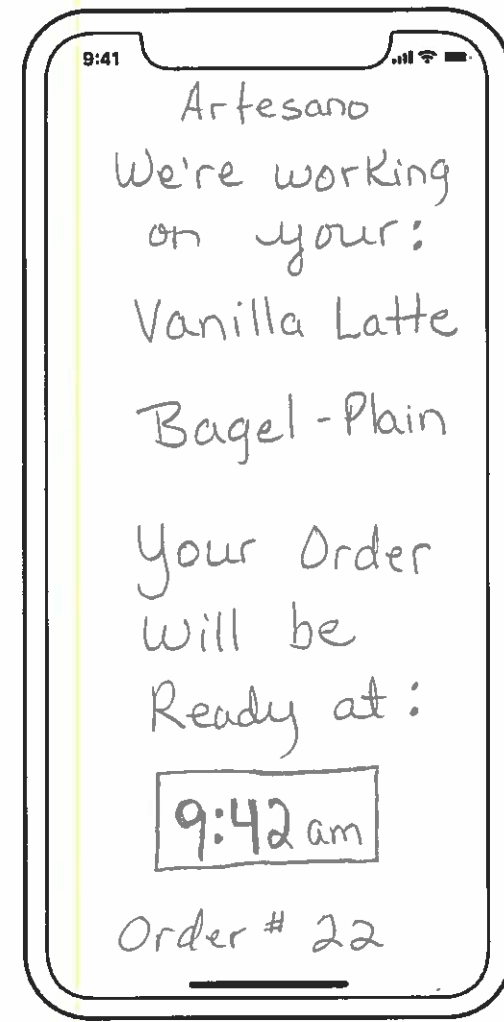 9:41
Artesano
We're working
on your:
Vanilla Latte
Bagel - Plain
Your Order
Will be
Ready at:
9:42 am
Order # 22